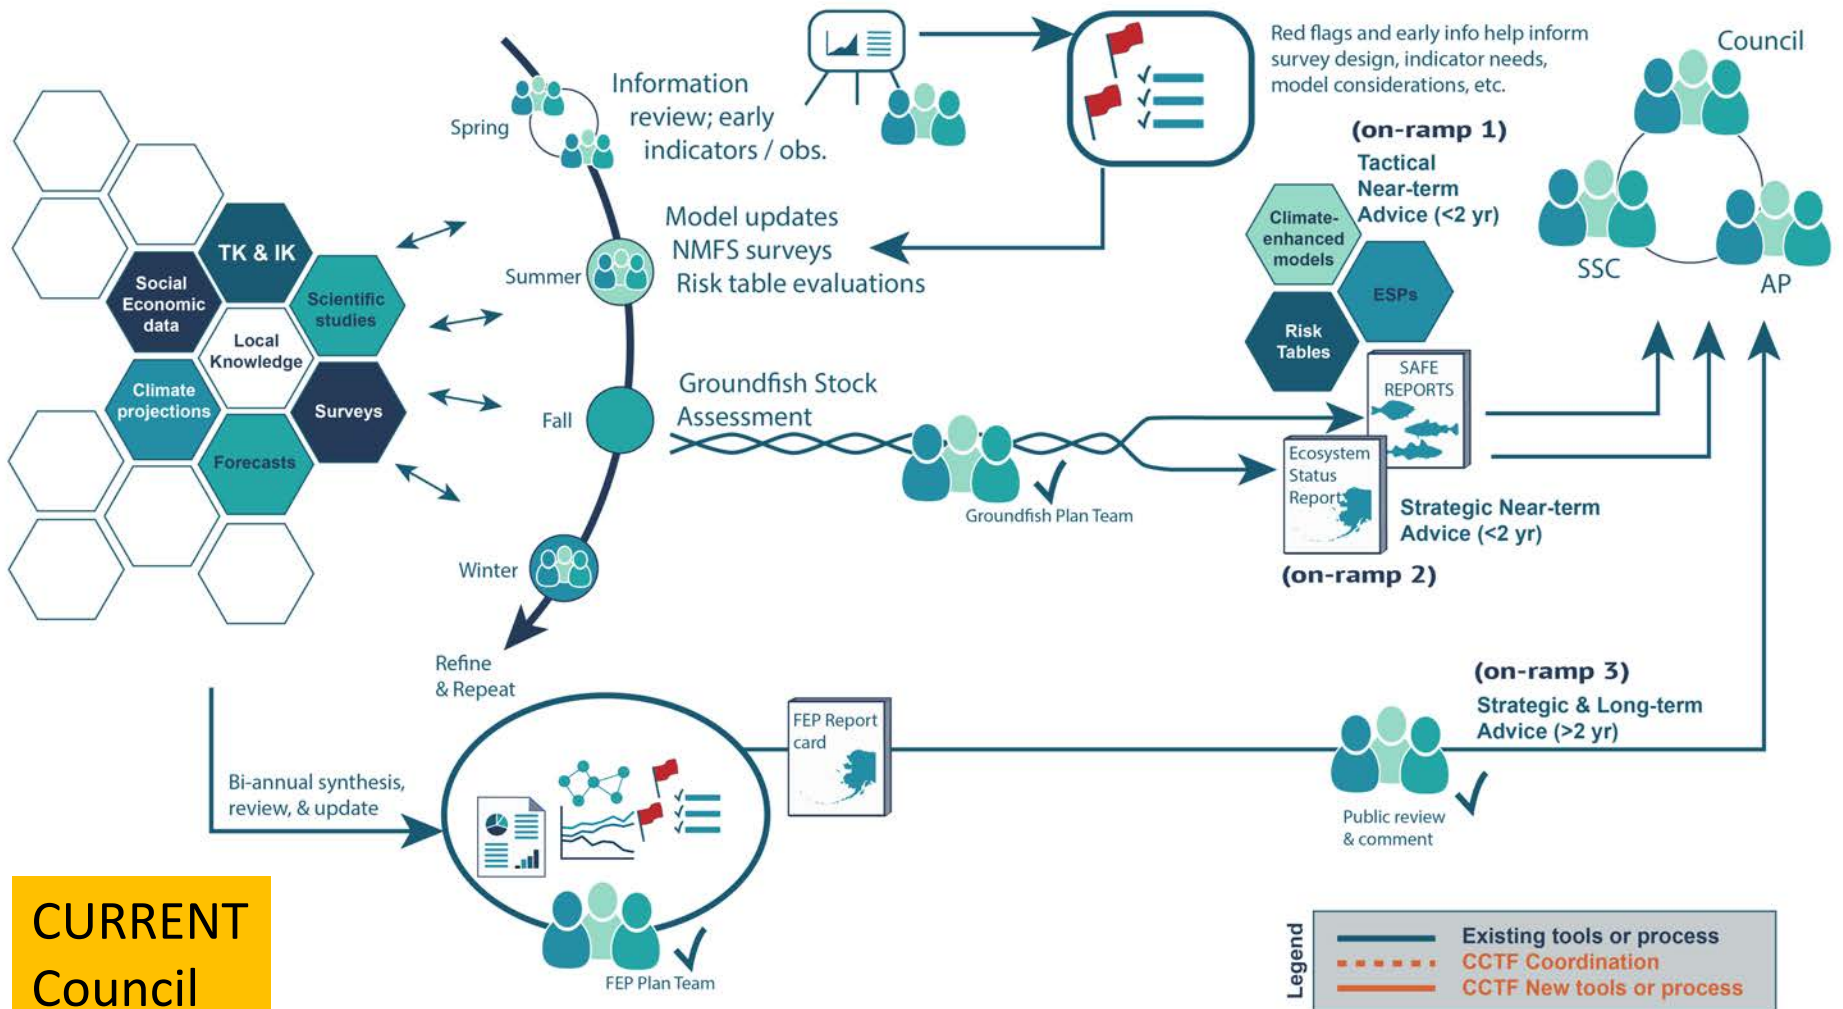 Spring
Information
review; early
indicators / obs.
Red flags and early info help inform
survey design, indicator needs,
model considerations, etc.
(on-ramp 1)
Tactical
Near-term
Advice (<2 yr)
Council
SSC
AP
TK & IK
Social
Economic
data
Scientific
studies
Local
Knowledge
Climate
projections
Surveys
Forecasts
Summer
Model updates
NMFS surveys
Risk table evaluations
Climate-
enhanced
models
ESPs
Risk
Tables
Fall
Groundfish Stock
Assessment
Groundfish Plan Team
SAFE
REPORTS
Ecosystem
Status
Report
Strategic Near-term
Advice (<2 yr)
(on-ramp 2)
Winter
Refine
& Repeat
Bi-annual synthesis,
review, & update
FEP Report
card
(on-ramp 3)
Strategic & Long-term
Advice (>2 yr)
Public review
& comment
FEP Plan Team
CURRENT
Council
Legend
Existing tools or process
CCTF Coordination
CCTF New tools or process